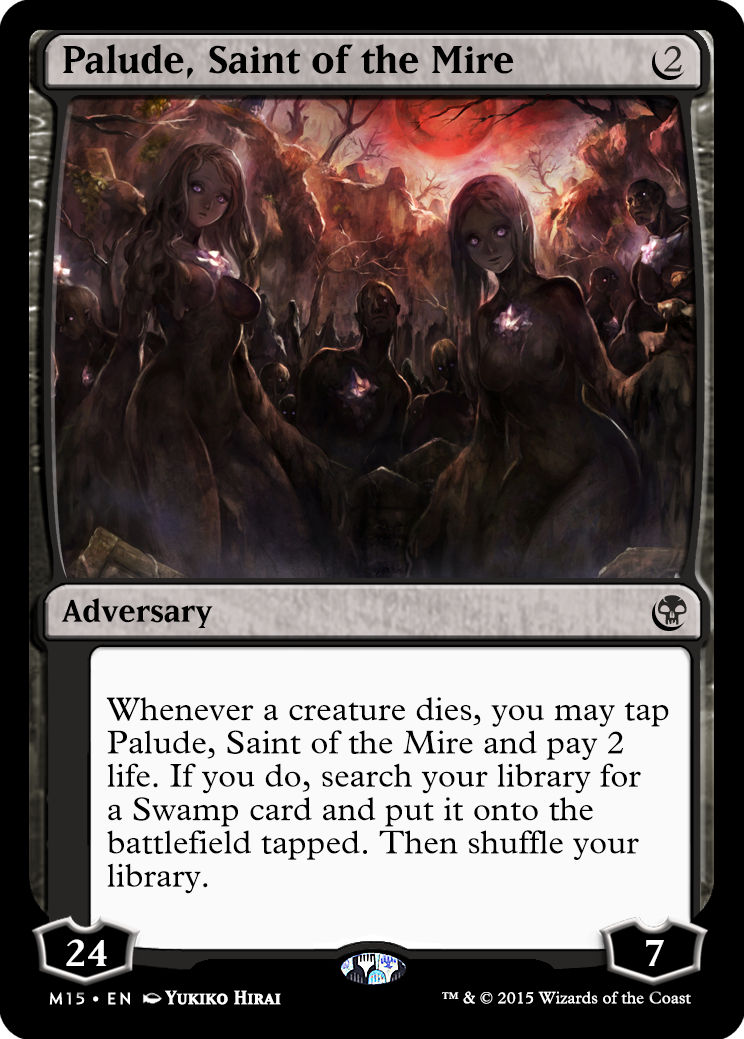 Palude, Saint of the Mire 2
Adversary
Whenever a creature dies, you may tap
Palude, Saint of the Mire and pay 2
life. If you do, search your library for
a Swamp card and put it onto the
battlefield tapped. Then shuffle your
library.
24 7
M15 • EN Yukiko Hirai ™ & © 2015 Wizards of the Coast